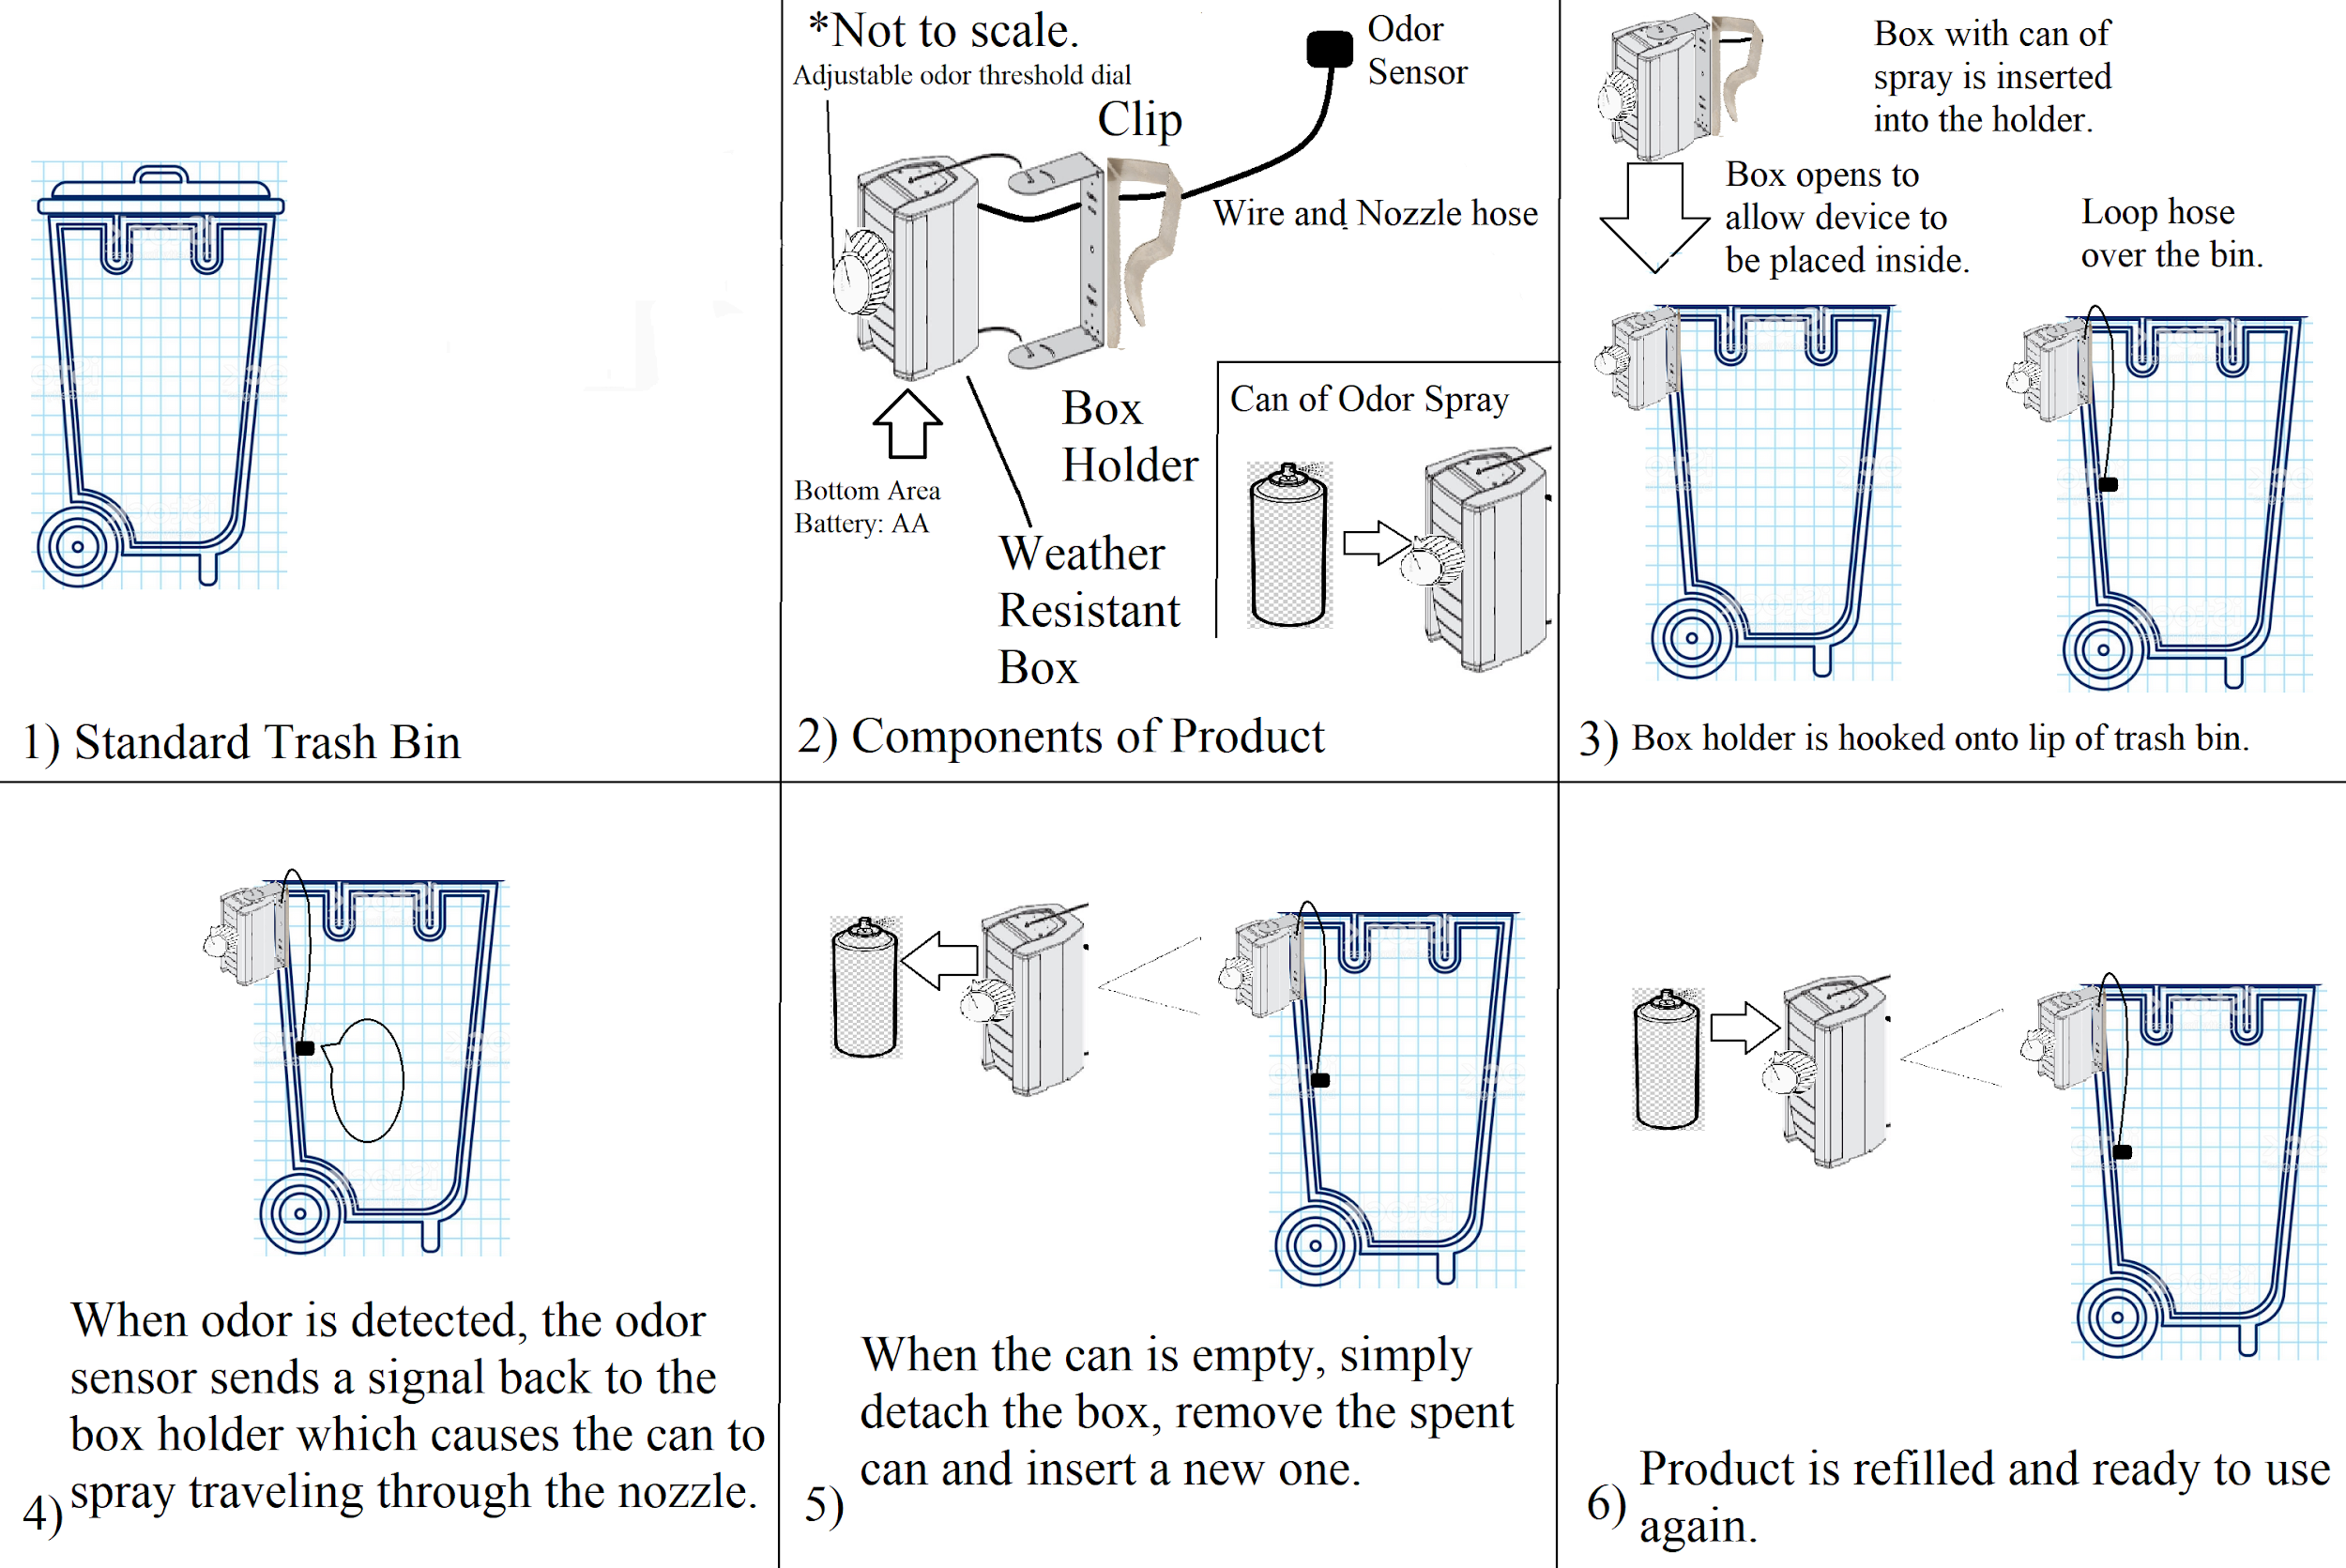 1) Standard Trash Bin
*Not to scale.
Adjustable odor threshold dial
Odor
Sensor
Clip
Wire and Nozzle hose
Box
Holder
Can of Odor Spray
Bottom Area
Battery: AA
Weather
Resistant
Box
2) Components of Product
Box with can of
spray is inserted
into the holder.
Box opens to
allow device to
be placed inside.
Loop hose
over the bin.
3) Box holder is hooked onto lip of trash bin.
When odor is detected, the odor
sensor sends a signal back to the
box holder which causes the can to
4) spray traveling through the nozzle.
When the can is empty, simply
detach the box, remove the spent
can and insert a new one.
5)
Product is refilled and ready to use
6) again.